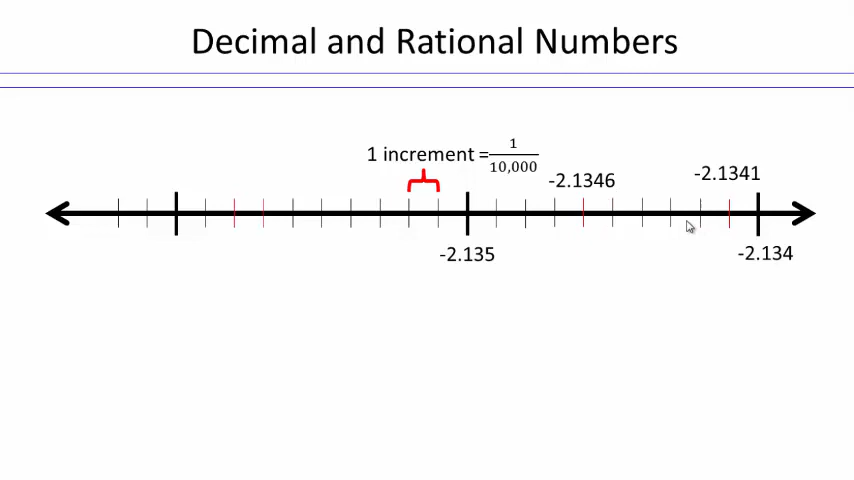 Decimal and Rational Numbers
1 increment = 1/10,000
-2.1346
-2.1341
-2.135
-2.134